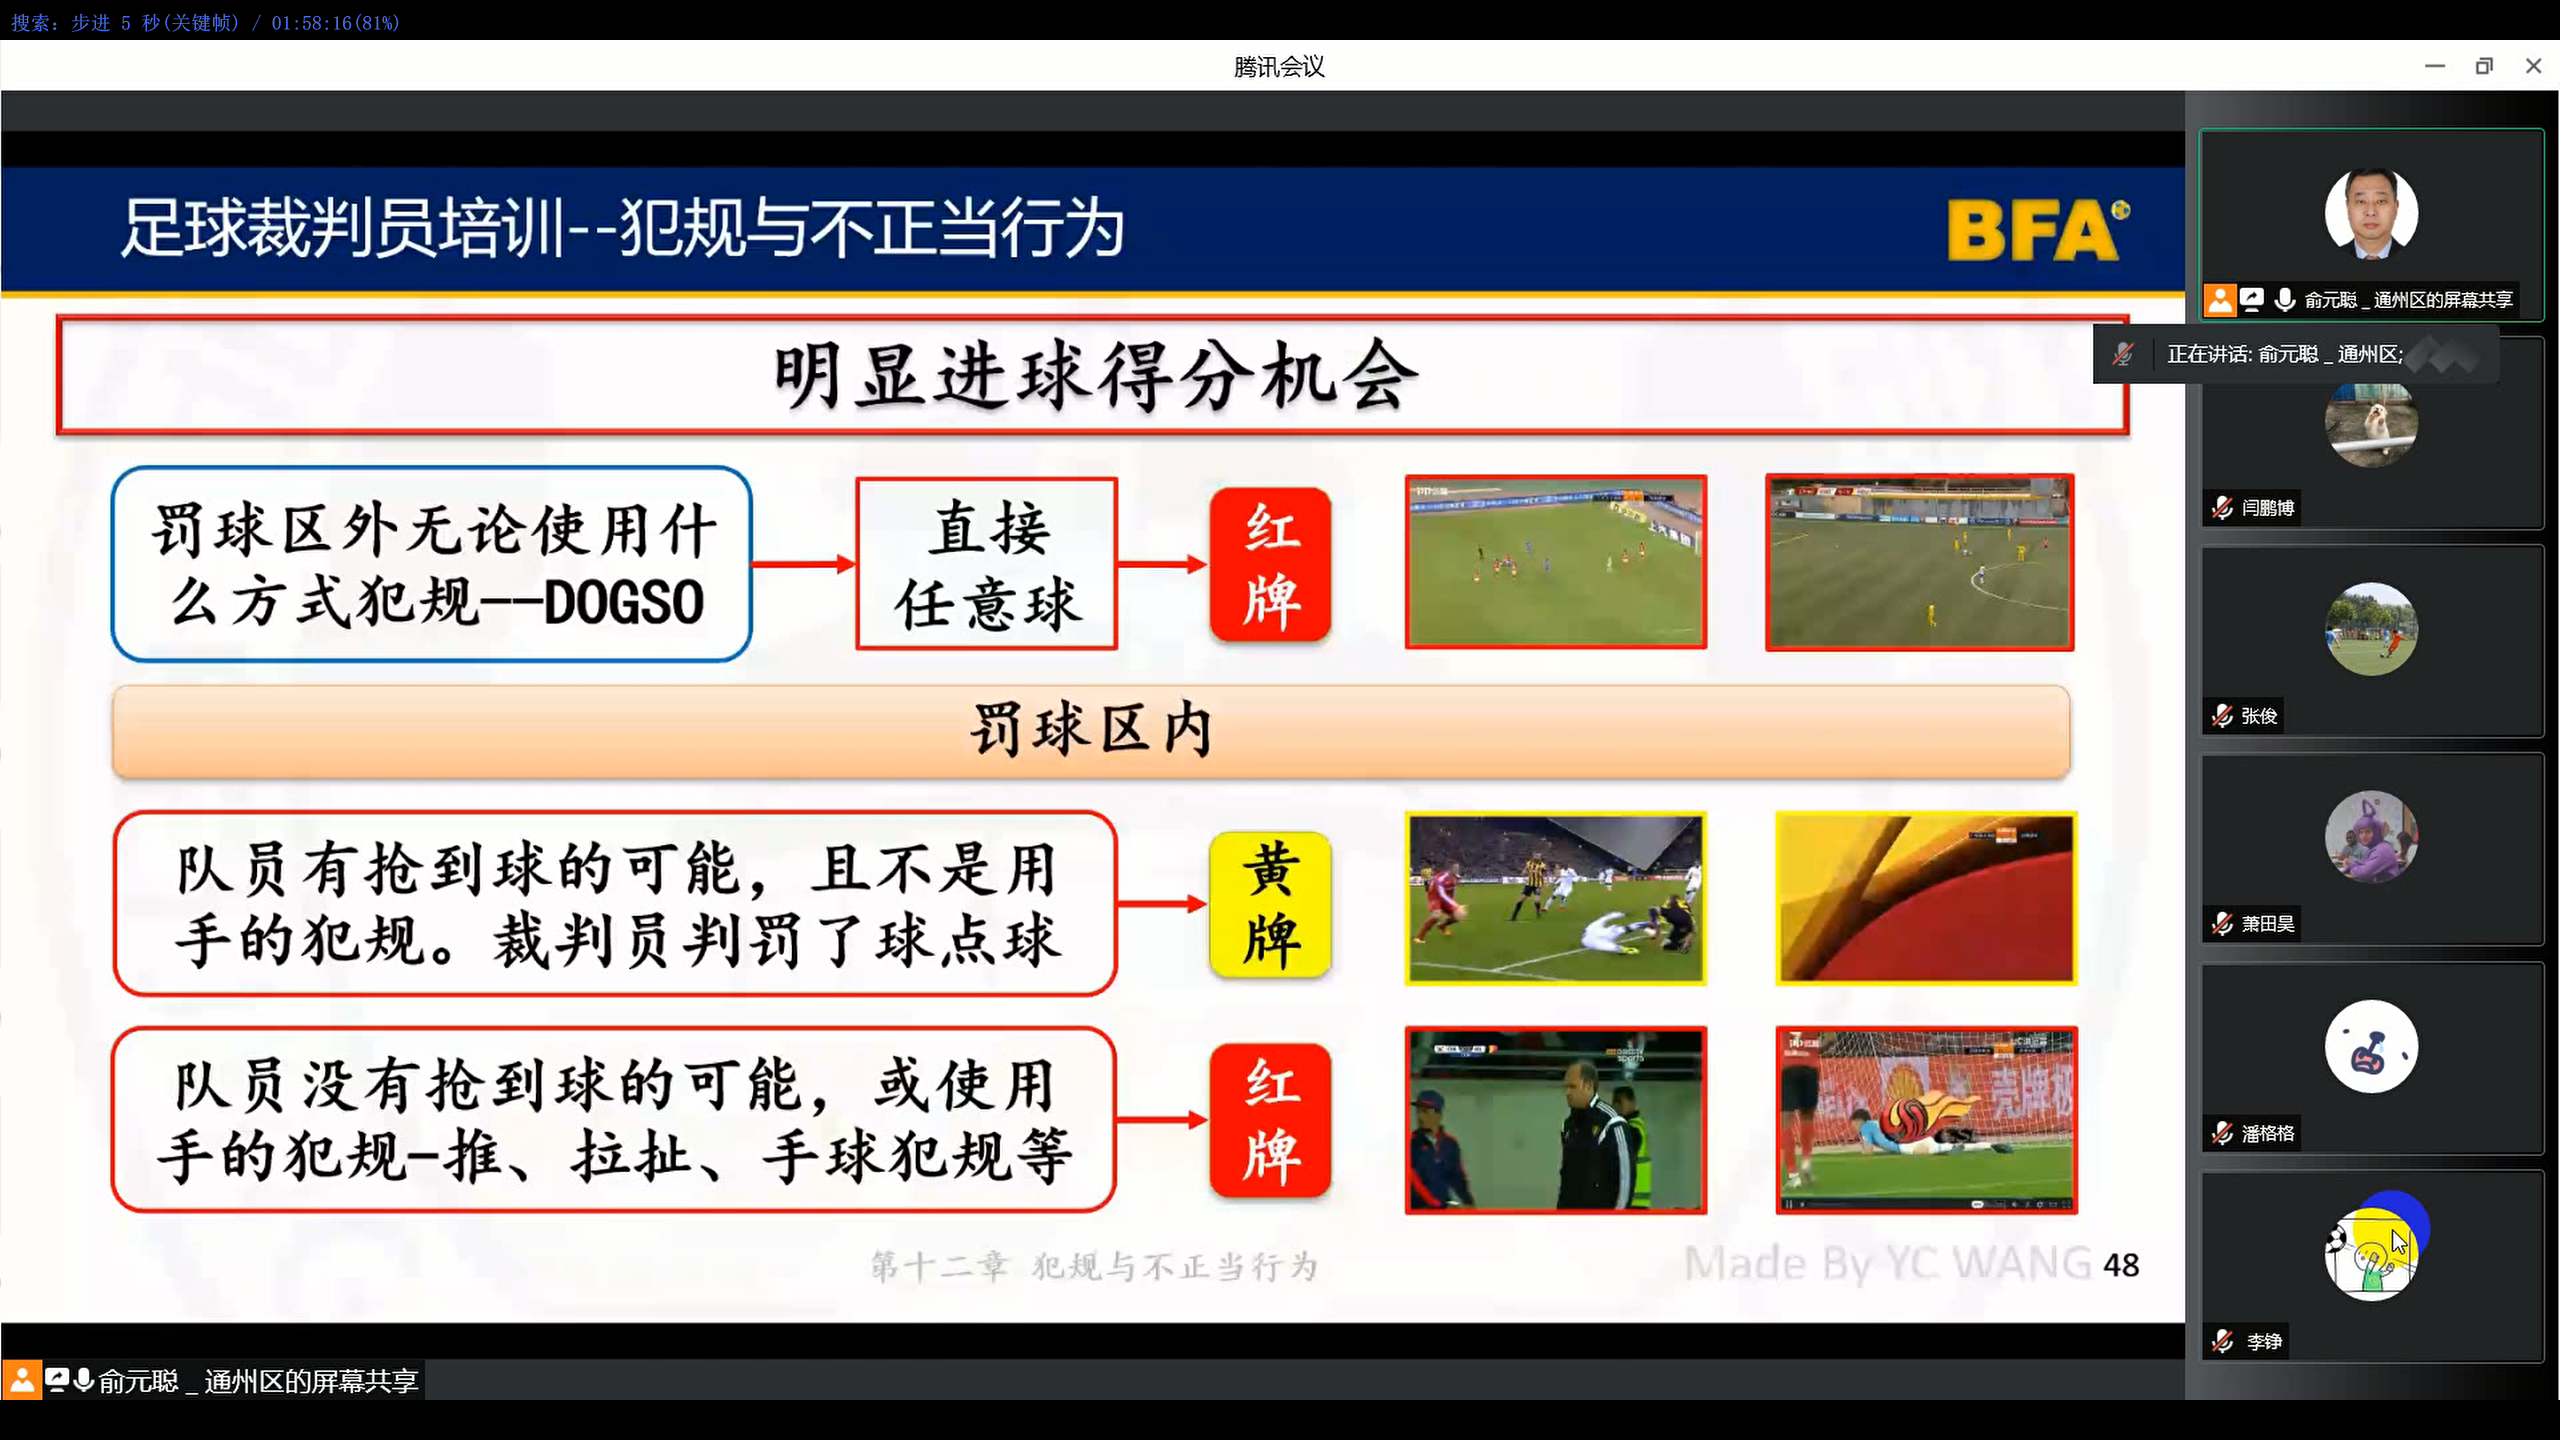 搜索: 步进 5 秒(关键帧) / 01:58:16(81%)
腾讯会议
足球裁判员培训--犯规与不正当行为
BFA
俞元聪_通州区的屏幕共享
正在讲话: 俞元聪_通州区;
明显进球得分机会
罚球区外无论使用什
么方式犯规--DOGSO
直接
任意球
红
牌
闫鹏博
罚球区内
张俊
队员有抢到球的可能，且不是用
手的犯规。裁判员判罚了球点球
黄
牌
萧田昊
队员没有抢到球的可能，或使用
手的犯规-推、拉扯、手球犯规等
红
牌
壳牌
潘格格
第十二章 犯规与不正当行为
Made By YC WANG
48
李铮
俞元聪_通州区的屏幕共享